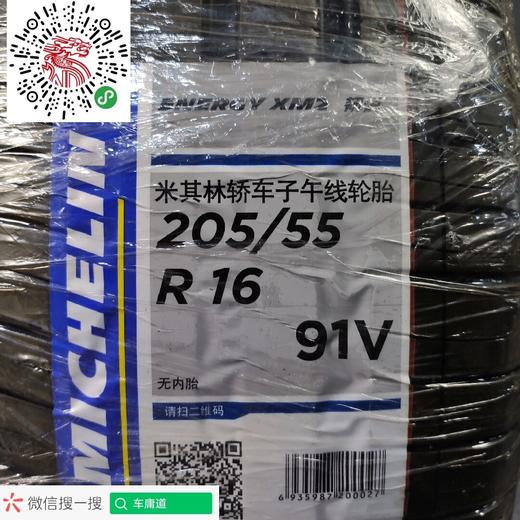 ENERGY XM2
米其林轿车子午线轮胎
205/55
R 16
91V
无内胎
请扫二维码
MICHELIN
6935987200027
微信搜一搜
车庸道